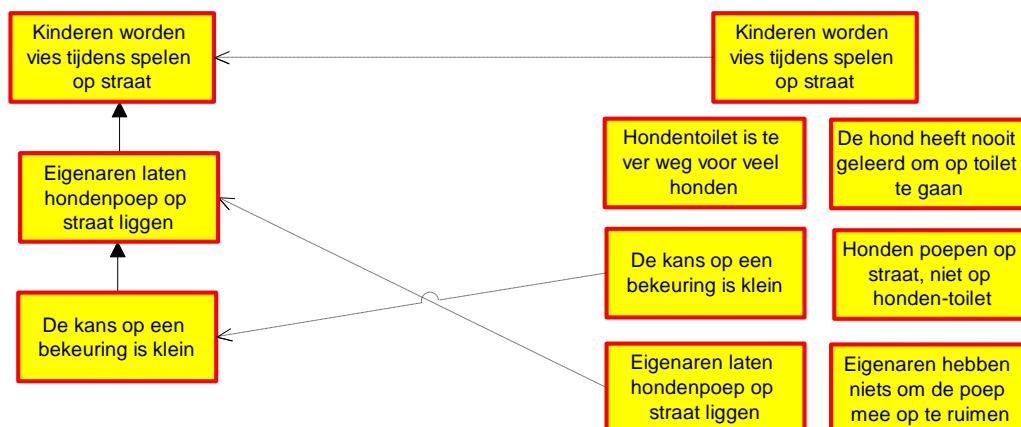 Kinderen worden
vies tijdens spelen
op straat
Kinderen worden
vies tijdens spelen
op straat
Eigenaren laten
hondenpoep op
straat liggen
Hondentoilet is te
ver weg voor veel
honden
De hond heeft nooit
geleerd om op toilet
te gaan
De kans op een
bekeuring is klein
De kans op een
bekeuring is klein
Honden poepen op
straat, niet op
honden-toilet
Eigenaren laten
hondenpoep op
straat liggen
Eigenaren hebben
niets om de poep
mee op te ruimen